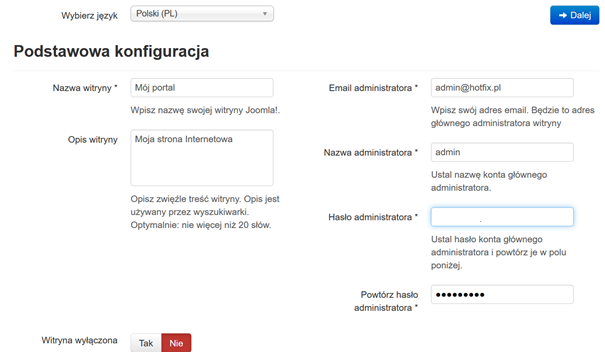 Wybierz język
Polski (PL)
Dalej
Podstawowa konfiguracja
Nazwa witryny *
Mój portal
Wpisz nazwę swojej witryny Joomla!.
Opis witryny
Moja strona Internetowa
Opisz zwięźle treść witryny. Opis jest
używany przez wyszukiwarki.
Optymalnie: nie więcej niż 20 słów.
Email administratora *
admin@hotfix.pl
Wpisz swój adres email. Będzie to adres
głównego administratora witryny
Nazwa administratora *
admin
Ustal nazwę konta głównego
administratora.
Hasło administratora *
Ustal hasło konta głównego
administratora i powtórz je w polu
poniżej.
Powtórz hasło
administratora *
●●●●●●●●●
Witryna wyłączona
Tak
Nie